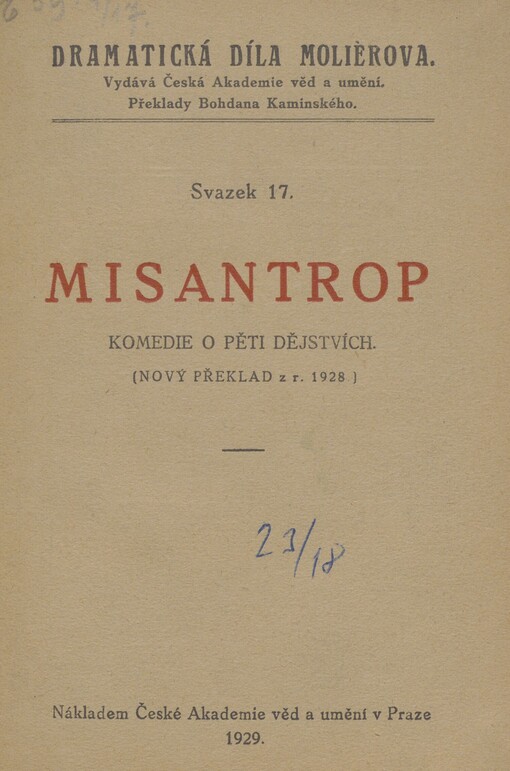 DRAMATICKÁ DÍLA MOLIÈROVA.
Vydává Česká Akademie věd a umění.
Překlady Bohdana Kaminského.
Svazek 17.
MISANTROP
KOMEDIE O PĚTI DĚJSTVÍCH.
(NOVÝ PŘEKLAD z r. 1928 )
23/18
Nákladem České Akademie věd a umění v Praze
1929.